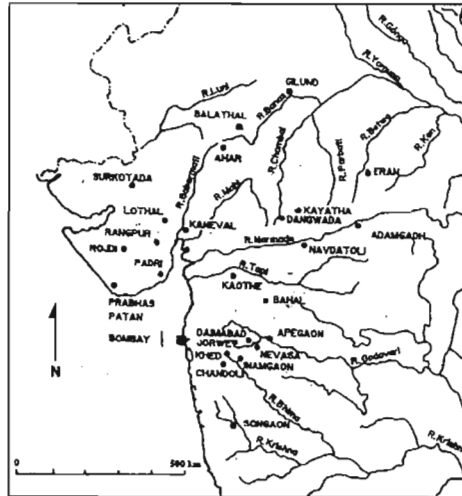 R.Ganga
R.Yamuna
R.Luni
GILUND
BALATHAL
R.Banas
R.Chambal
R.Parbati
R.Betwa
R.Ken
AHAR
R.Sabarmati
R.Mahi
ERAN
SURKOTADA
LOTHAL
KANEVAL
KAYATHA
DANGWADA
ADAMGADH
RANGPUR
ROJDI
R.Narmada
NAVDATOLI
PADRI
R.Tapi
KAOTHE
PRABHAS
PATAN
BAHAL
BOMBAY
DAIMABAD
APEGAON
JORWE
R.Godavari
KHED
NEVASA
INAMGAON
CHANDOLI
N
R.Bhima
SONGAON
R.Krishna
R.Krishna
0
500 km